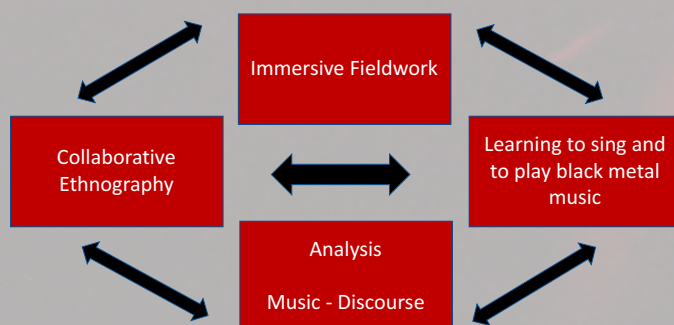 Immersive Fieldwork
Collaborative
Ethnography
Learning to sing and
to play black metal
music
Analysis
Music - Discourse